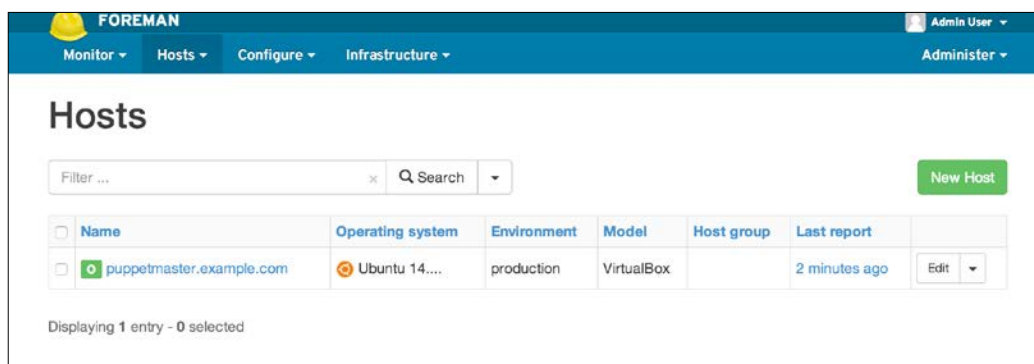 FOREMAN Admin User
Monitor Hosts Configure Infrastructure Administer
Hosts
Filter ... × Search New Host
Name Operating system Environment Model Host group Last report
O puppetmaster.example.com Ubuntu 14.... production VirtualBox 2 minutes ago Edit
Displaying 1 entry - 0 selected